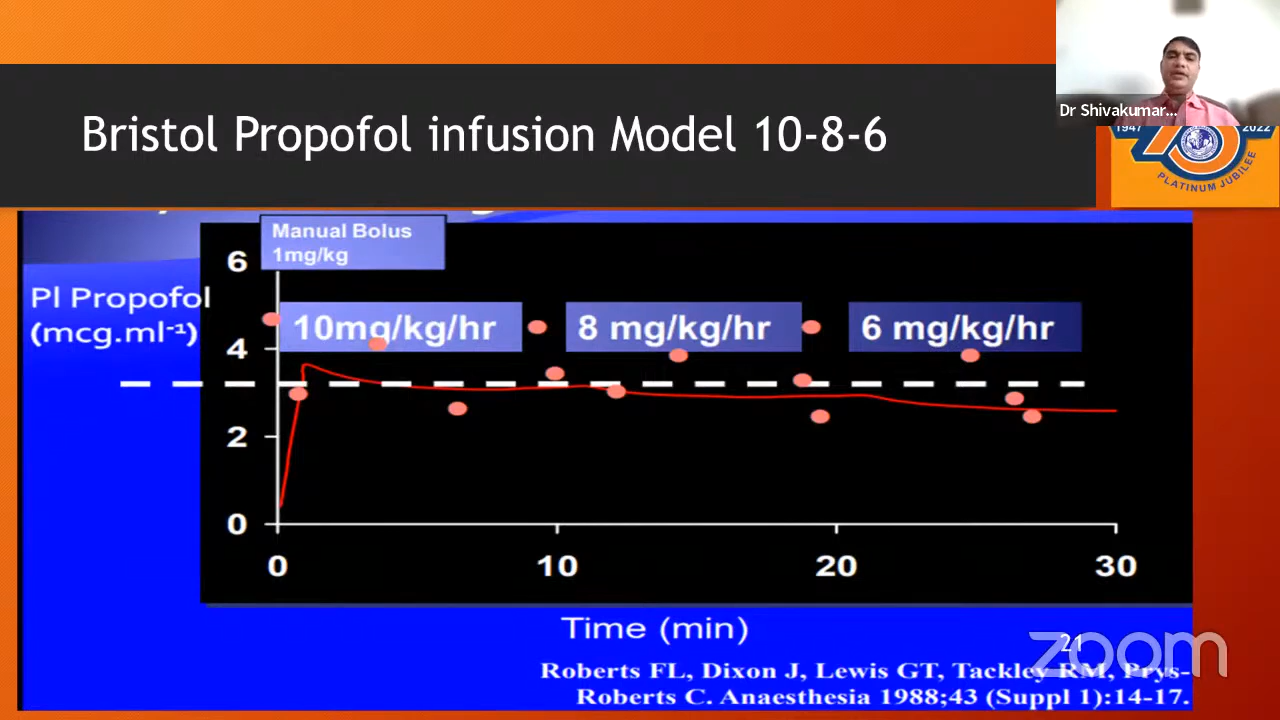 Dr Shivakumar...
1947
2022
PLATINUM JUBILEE
Bristol Propofol infusion Model 10-8-6
Manual Bolus
1mg/kg
Pl Propofol
(mcg.ml-1)
10mg/kg/hr
8 mg/kg/hr
6 mg/kg/hr
6
4
2
0
0
10
20
30
Time (min)
21
zoom
Roberts FL, Dixon J, Lewis GT, Tackley RM, Prys-
Roberts C. Anaesthesia 1988;43 (Suppl 1):14-17.